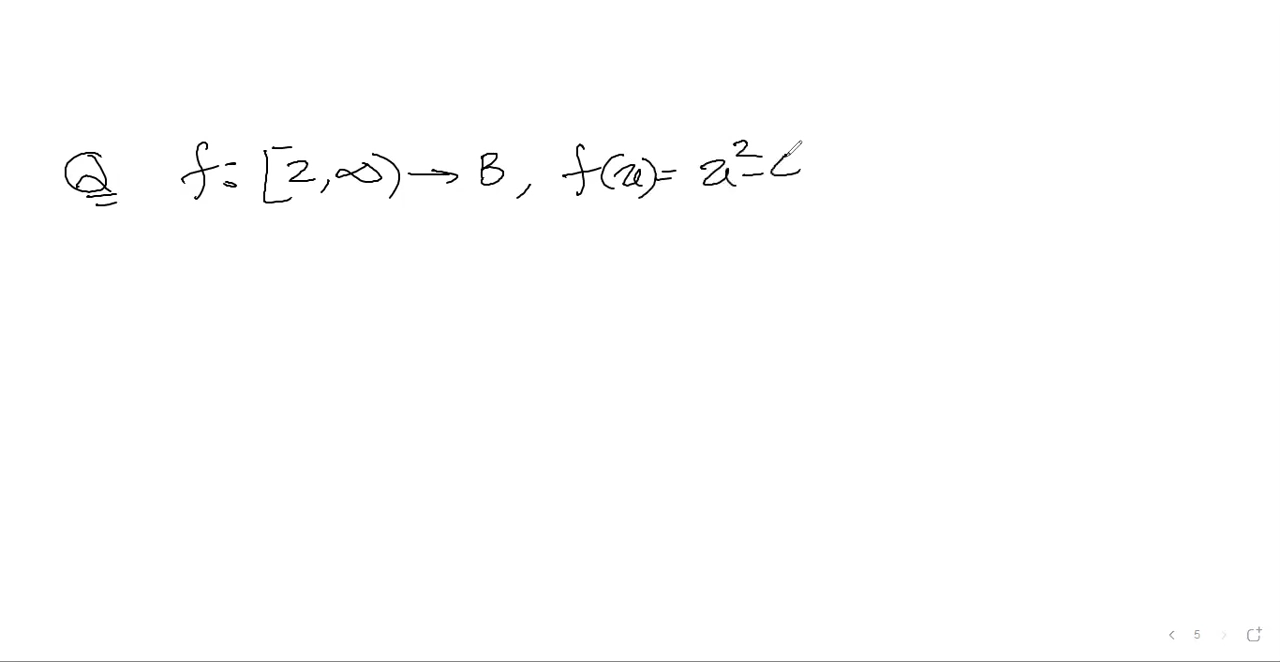 Q f: [2,∞) → B, f(x) = x² –
5